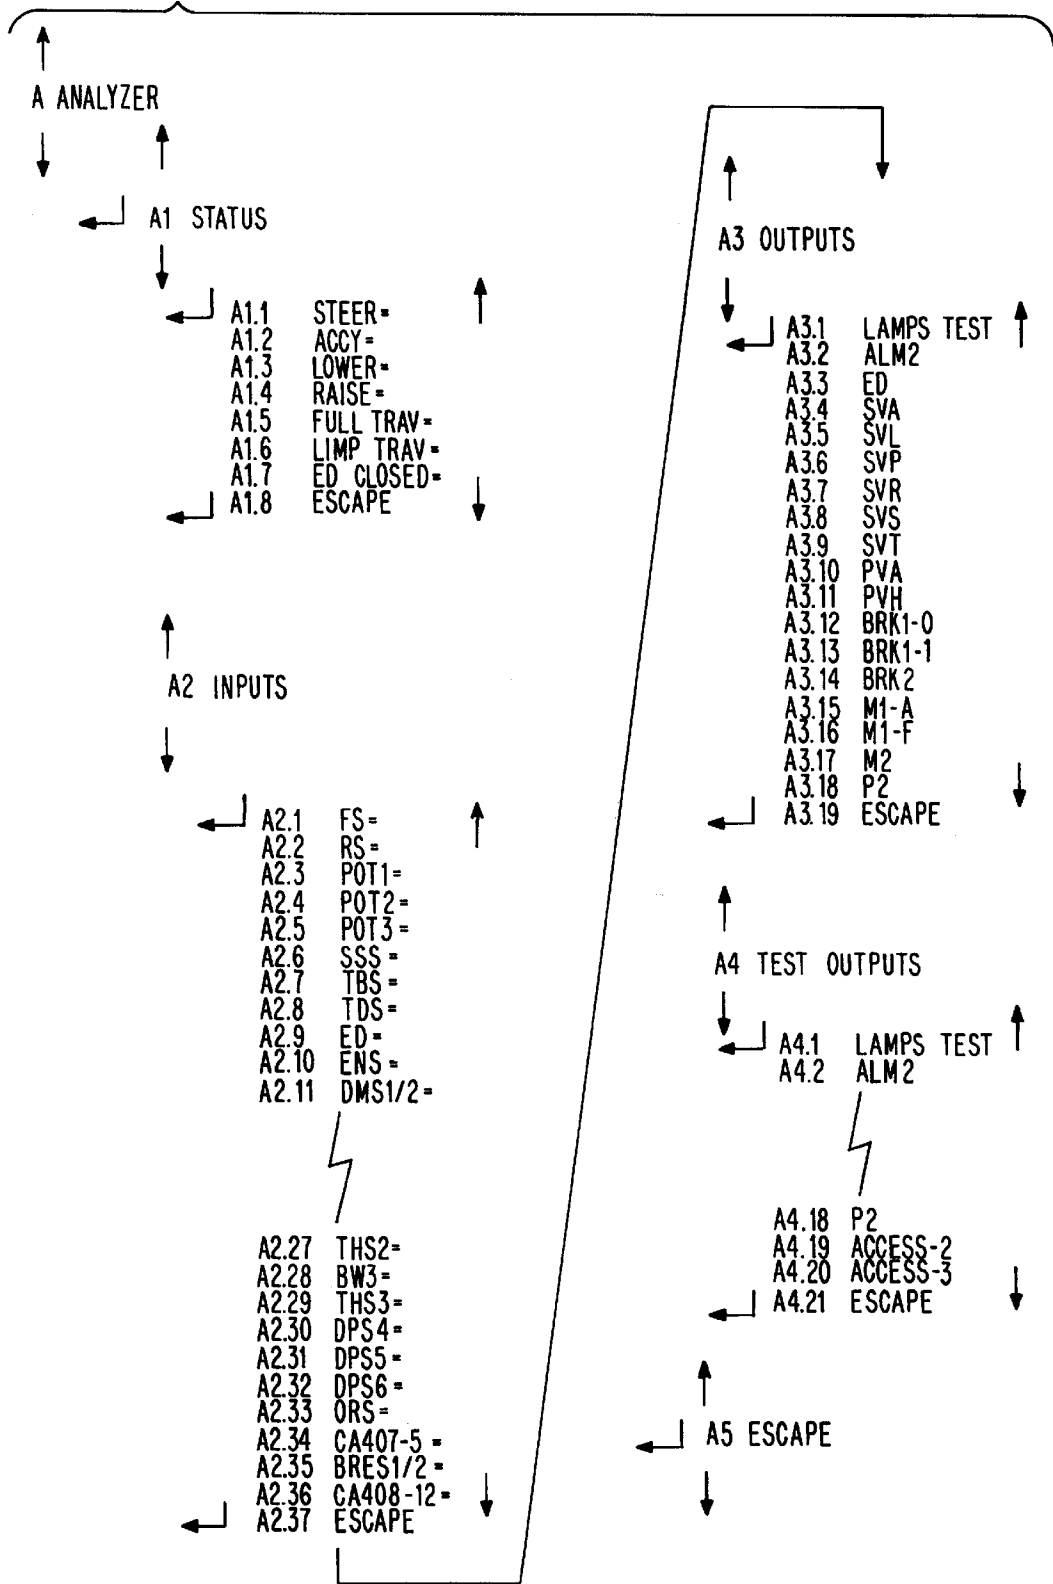 A ANALYZER
A1 STATUS
A1.1 STEER=
A1.2 ACCY=
A1.3 LOWER=
A1.4 RAISE=
A1.5 FULL TRAV=
A1.6 LIMP TRAV=
A1.7 ED CLOSED=
A1.8 ESCAPE
A2 INPUTS
A2.1 FS=
A2.2 RS=
A2.3 POT1=
A2.4 POT2=
A2.5 POT3=
A2.6 SSS=
A2.7 TBS=
A2.8 TDS=
A2.9 ED=
A2.10 ENS=
A2.11 DMS1/2=
A2.27 THS2=
A2.28 BW3=
A2.29 THS3=
A2.30 DPS4=
A2.31 DPS5=
A2.32 DPS6=
A2.33 ORS=
A2.34 CA407-5=
A2.35 BRES1/2=
A2.36 CA408-12=
A2.37 ESCAPE
A3 OUTPUTS
A3.1 LAMPS TEST
A3.2 ALM2
A3.3 ED
A3.4 SVA
A3.5 SVL
A3.6 SVP
A3.7 SVR
A3.8 SVS
A3.9 SVT
A3.10 PVA
A3.11 PVH
A3.12 BRK1-0
A3.13 BRK1-1
A3.14 BRK2
A3.15 M1-A
A3.16 M1-F
A3.17 M2
A3.18 P2
A3.19 ESCAPE
A4 TEST OUTPUTS
A4.1 LAMPS TEST
A4.2 ALM2
A4.18 P2
A4.19 ACCESS-2
A4.20 ACCESS-3
A4.21 ESCAPE
A5 ESCAPE